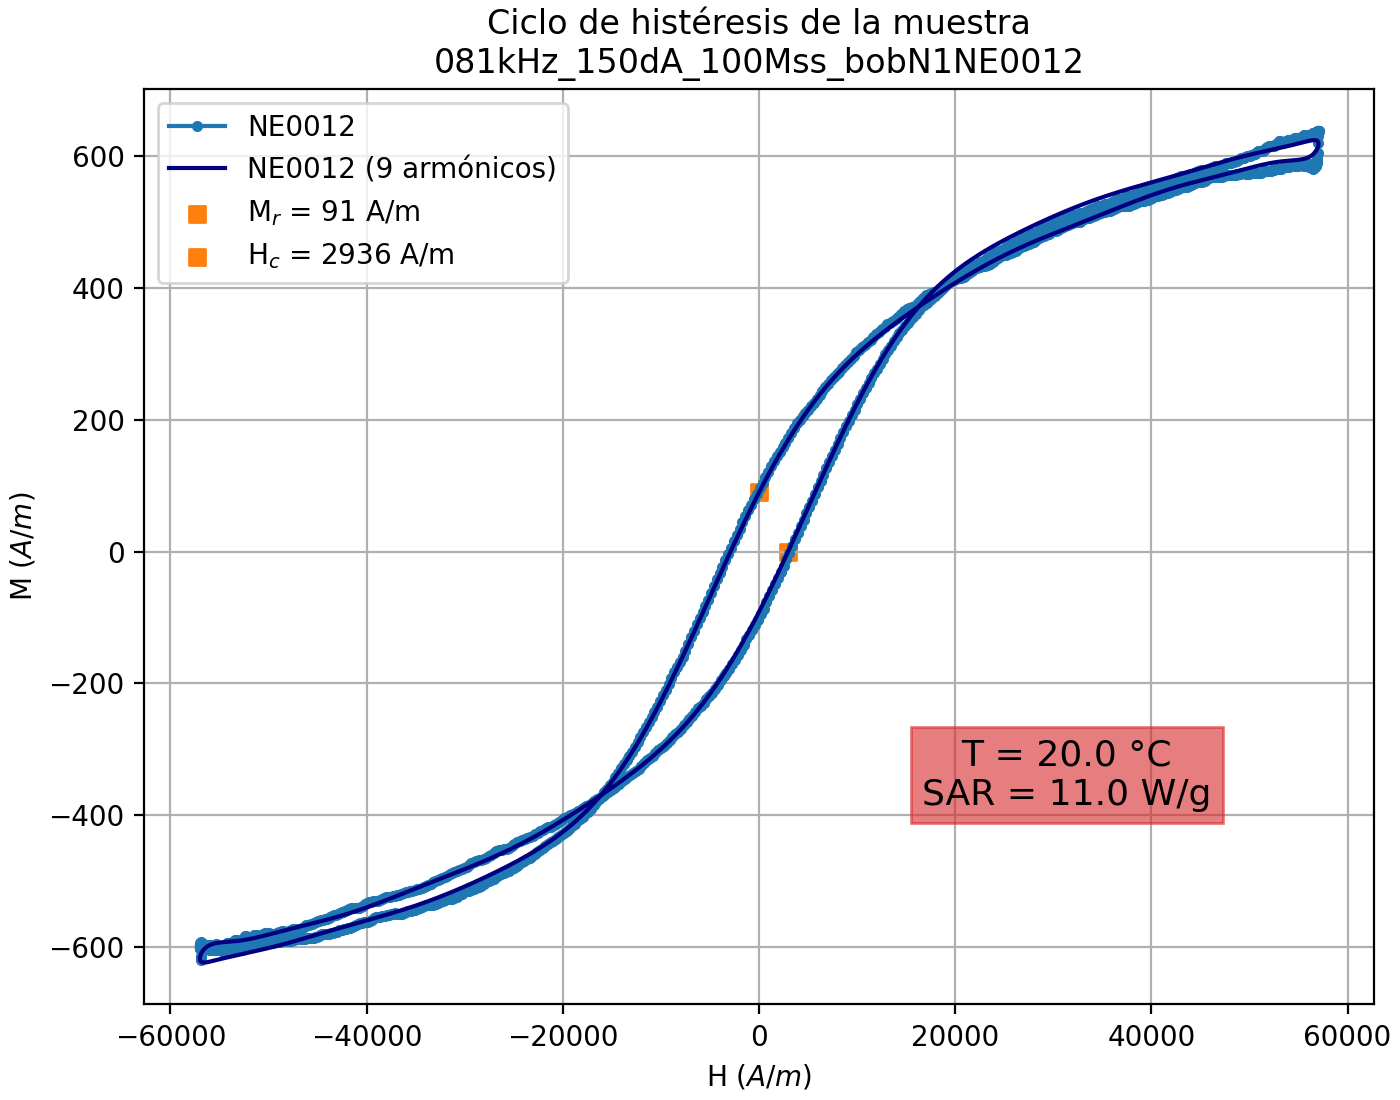 Ciclo de histéresis de la muestra
081kHz_150dA_100Mss_bobN1NE0012
NE0012
NE0012 (9 armónicos)
Mᵣ = 91 A/m
H_c = 2936 A/m
600
400
200
0
−200
−400
−600
M (A/m)
T = 20.0 °C
SAR = 11.0 W/g
−60000 −40000 −20000 0 20000 40000 60000
H (A/m)